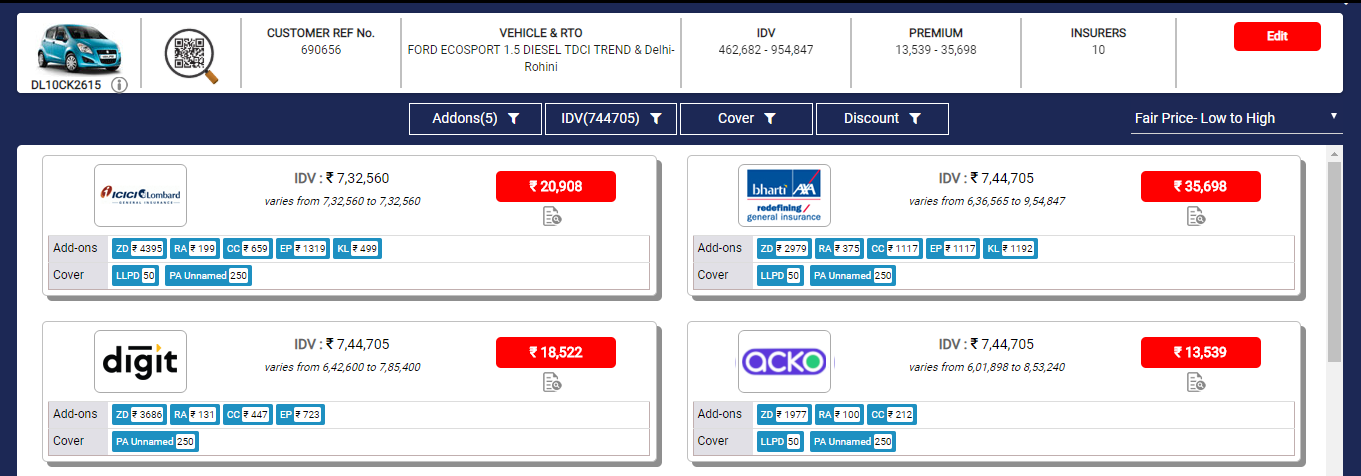 DL10CK2615
CUSTOMER REF No.
690656
VEHICLE & RTO
FORD ECOSPORT 1.5 DIESEL TDCI TREND & Delhi-
Rohini
IDV
462,682 - 954,847
PREMIUM
13,539 - 35,698
INSURERS
10
Edit
Addons(5)
IDV(744705)
Cover
Discount
Fair Price- Low to High
ICICI Lombard
GENERAL INSURANCE
IDV : ₹ 7,32,560
varies from 7,32,560 to 7,32,560
₹ 20,908
Add-ons ZD ₹ 4395 RA ₹ 199 CC ₹ 659 EP ₹ 1319 KL ₹ 499
Cover LLPD 50 PA Unnamed 250
bharti AXA
redefining /
general insurance
IDV : ₹ 7,44,705
varies from 6,36,565 to 9,54,847
₹ 35,698
Add-ons ZD ₹ 2979 RA ₹ 375 CC ₹ 1117 EP ₹ 1117 KL ₹ 1192
Cover LLPD 50 PA Unnamed 250
digit
IDV : ₹ 7,44,705
varies from 6,42,600 to 7,85,400
₹ 18,522
Add-ons ZD ₹ 3686 RA ₹ 131 CC ₹ 447 EP ₹ 723
Cover PA Unnamed 250
acko
IDV : ₹ 7,44,705
varies from 6,01,898 to 8,53,240
₹ 13,539
Add-ons ZD ₹ 1977 RA ₹ 100 CC ₹ 212
Cover LLPD 50 PA Unnamed 250